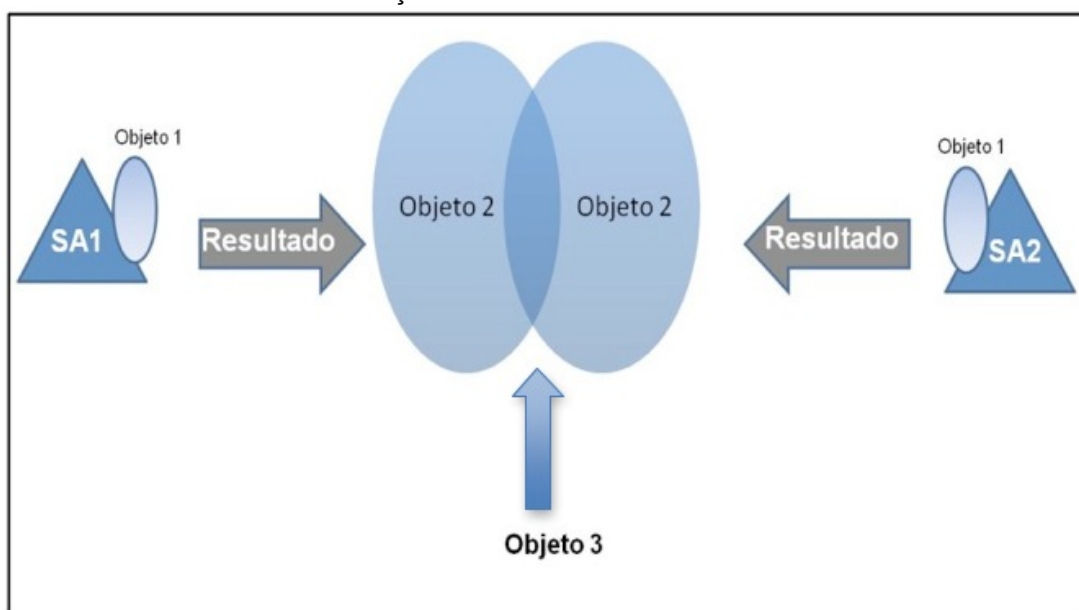 Objeto 1
SA1
Resultado
Objeto 2
Objeto 2
Resultado
Objeto 1
SA2
Objeto 3